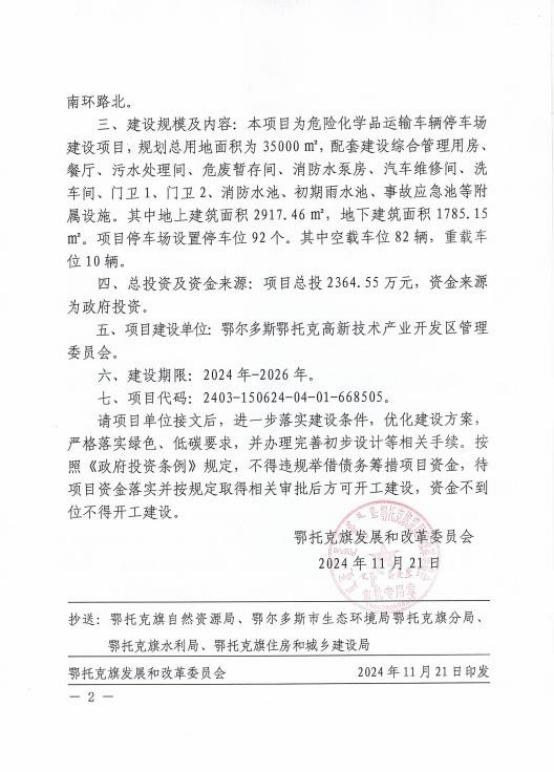 南环路北。
三、建设规模及内容：本项目为危险化学品运输车辆停车场
建设项目，规划总用地面积为 35000 ㎡，配套建设综合管理用房、
餐厅、污水处理间、危废暂存间、消防水泵房、汽车维修间、洗
车间、门卫 1、门卫 2、消防水池、初期雨水池、事故应急池等附
属设施。其中地上建筑面积 2917.46 ㎡，地下建筑面积 1785.15
㎡。项目停车场设置停车位 92 个。其中空载车位 82 辆，重载车
位 10 辆。
四、总投资及资金来源：项目总投 2364.55 万元，资金来源
为政府投资。
五、项目建设单位：鄂尔多斯鄂托克高新技术产业开发区管理
委员会。
六、建设期限：2024 年-2026 年。
七、项目代码：2403-150624-04-01-668505。
请项目单位接文后，进一步落实建设条件，优化建设方案，
严格落实绿色、低碳要求，并办理完善初步设计等相关手续。按
照《政府投资条例》规定，不得违规举借债务筹措项目资金，待
项目资金落实并按规定取得相关审批后方可开工建设，资金不到
位不得开工建设。
鄂托克旗发展和改革委员会
2024 年 11 月 21 日
抄送：鄂托克旗自然资源局、鄂尔多斯市生态环境局鄂托克旗分局、
鄂托克旗水利局、鄂托克旗住房和城乡建设局
鄂托克旗发展和改革委员会 2024 年 11 月 21 日印发
— 2 —